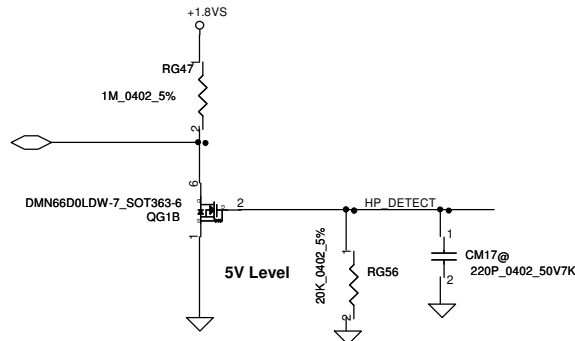 +1.8VS
1
RG47
1M_0402_5%
2
6
DMN66D0LDW-7_SOT363-6
QG1B
2
HP_DETECT
1
5V Level
20K_0402_5%
1
RG56
2
1
CM17@
220P_0402_50V7K
2